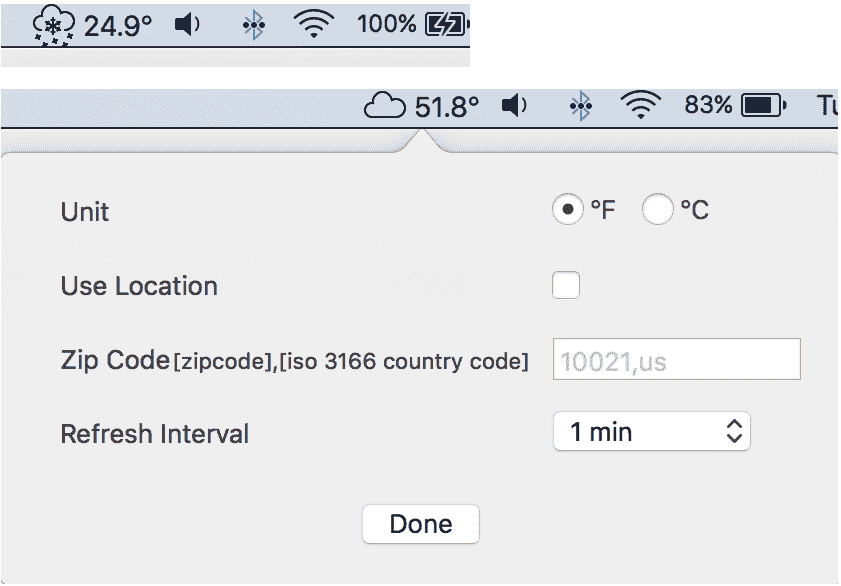 24.9° 100%
51.8° 83% Tu
Unit °F °C
Use Location
Zip Code[zipcode],[iso 3166 country code] 10021,us
Refresh Interval 1 min
Done